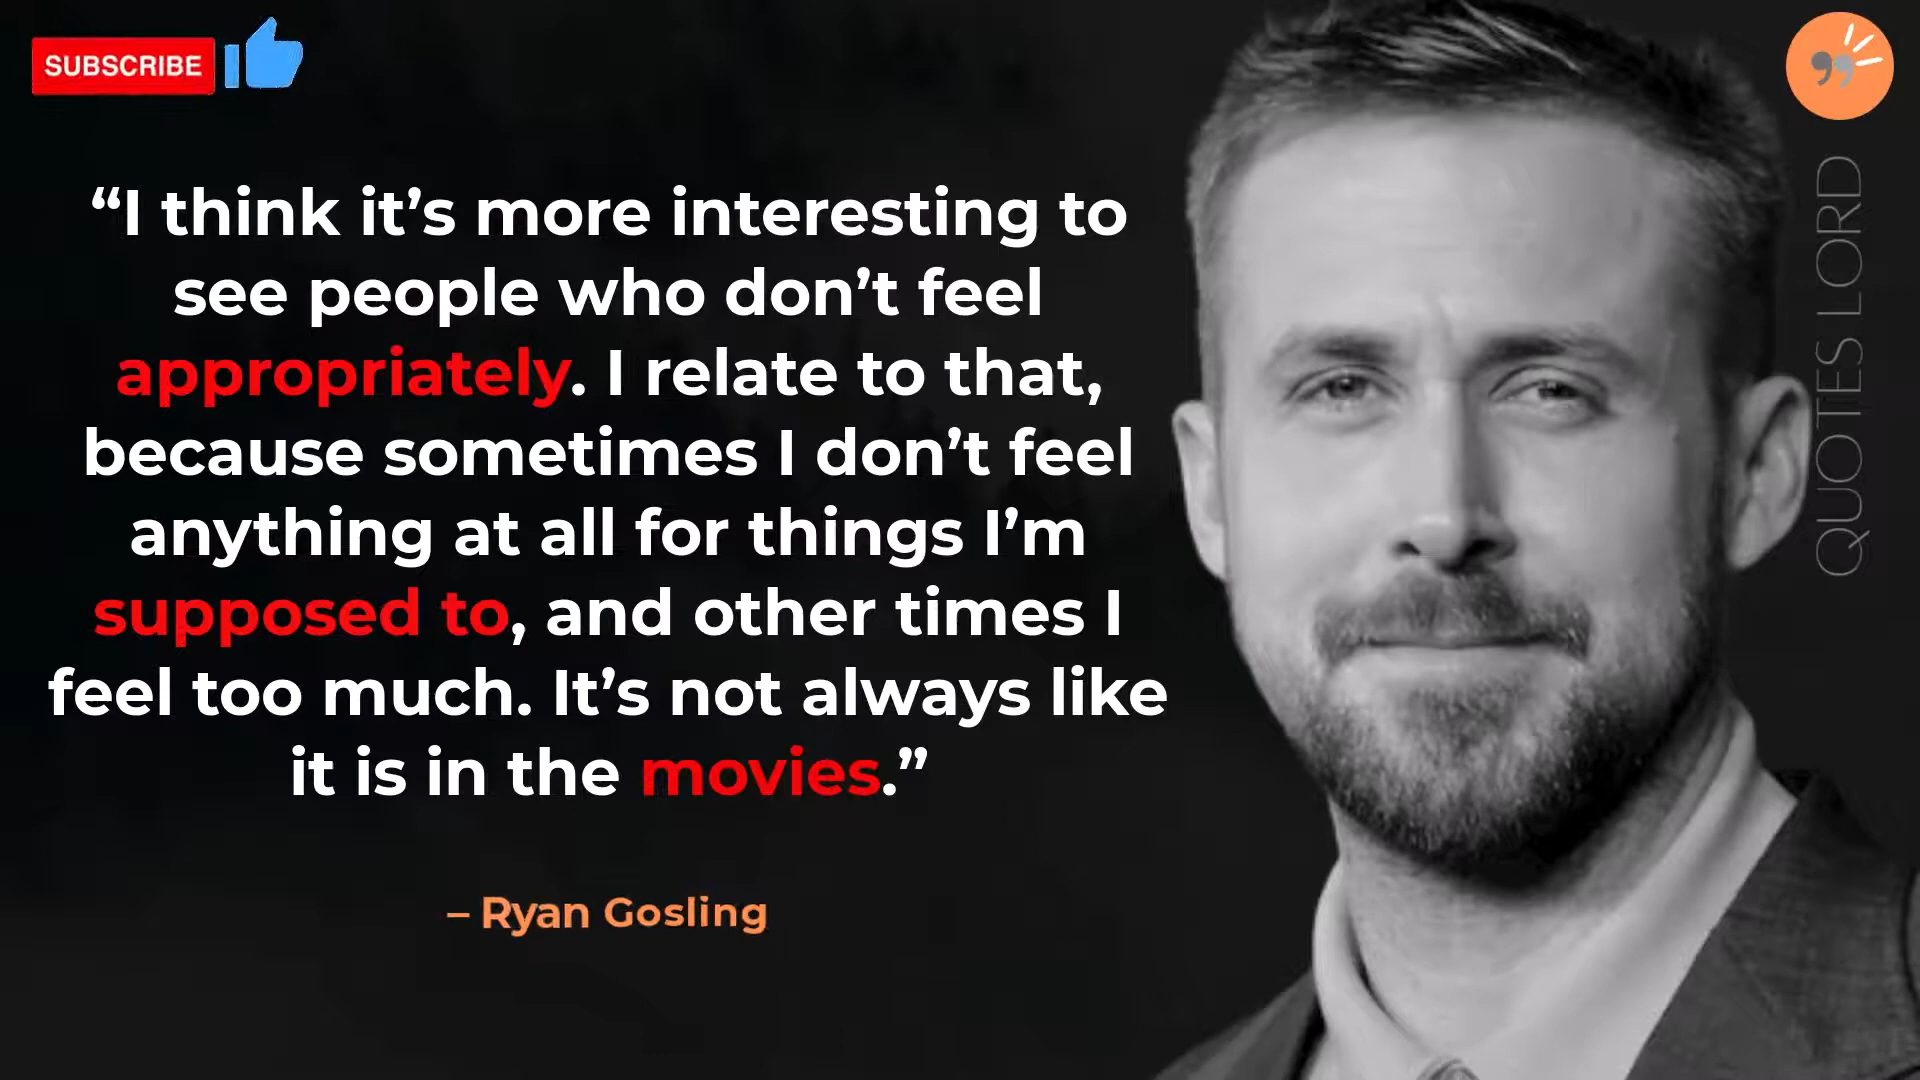 SUBSCRIBE
“I think it’s more interesting to
see people who don’t feel
appropriately. I relate to that,
because sometimes I don’t feel
anything at all for things I’m
supposed to, and other times I
feel too much. It’s not always like
it is in the movies.”
– Ryan Gosling
QUOTES LORD